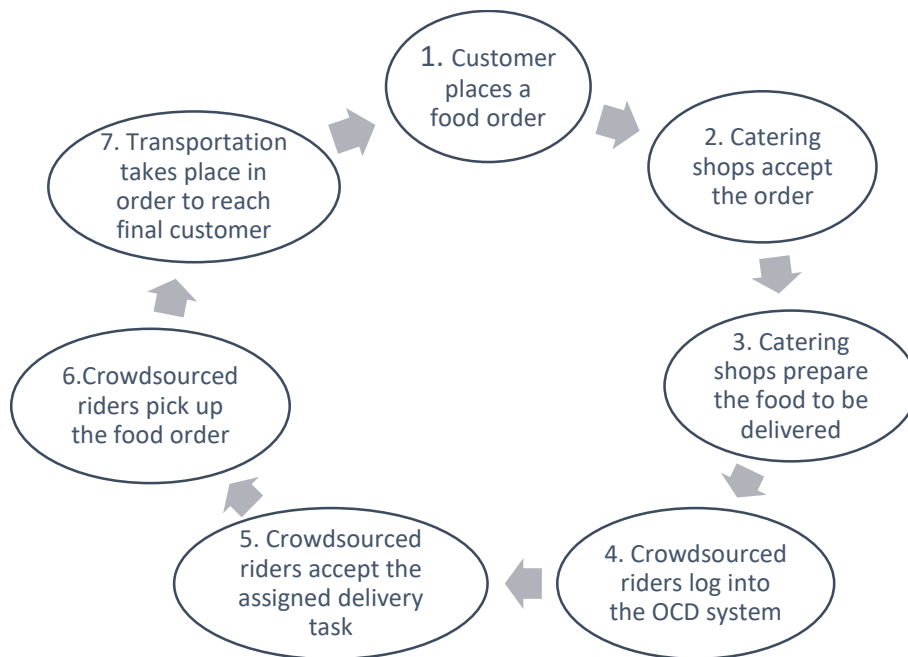 1. Customer
places a
food order
2. Catering
shops accept
the order
3. Catering
shops prepare
the food to be
delivered
4. Crowdsourced
riders log into
the OCD system
5. Crowdsourced
riders accept the
assigned delivery
task
6.Crowdsourced
riders pick up
the food order
7. Transportation
takes place in
order to reach
final customer